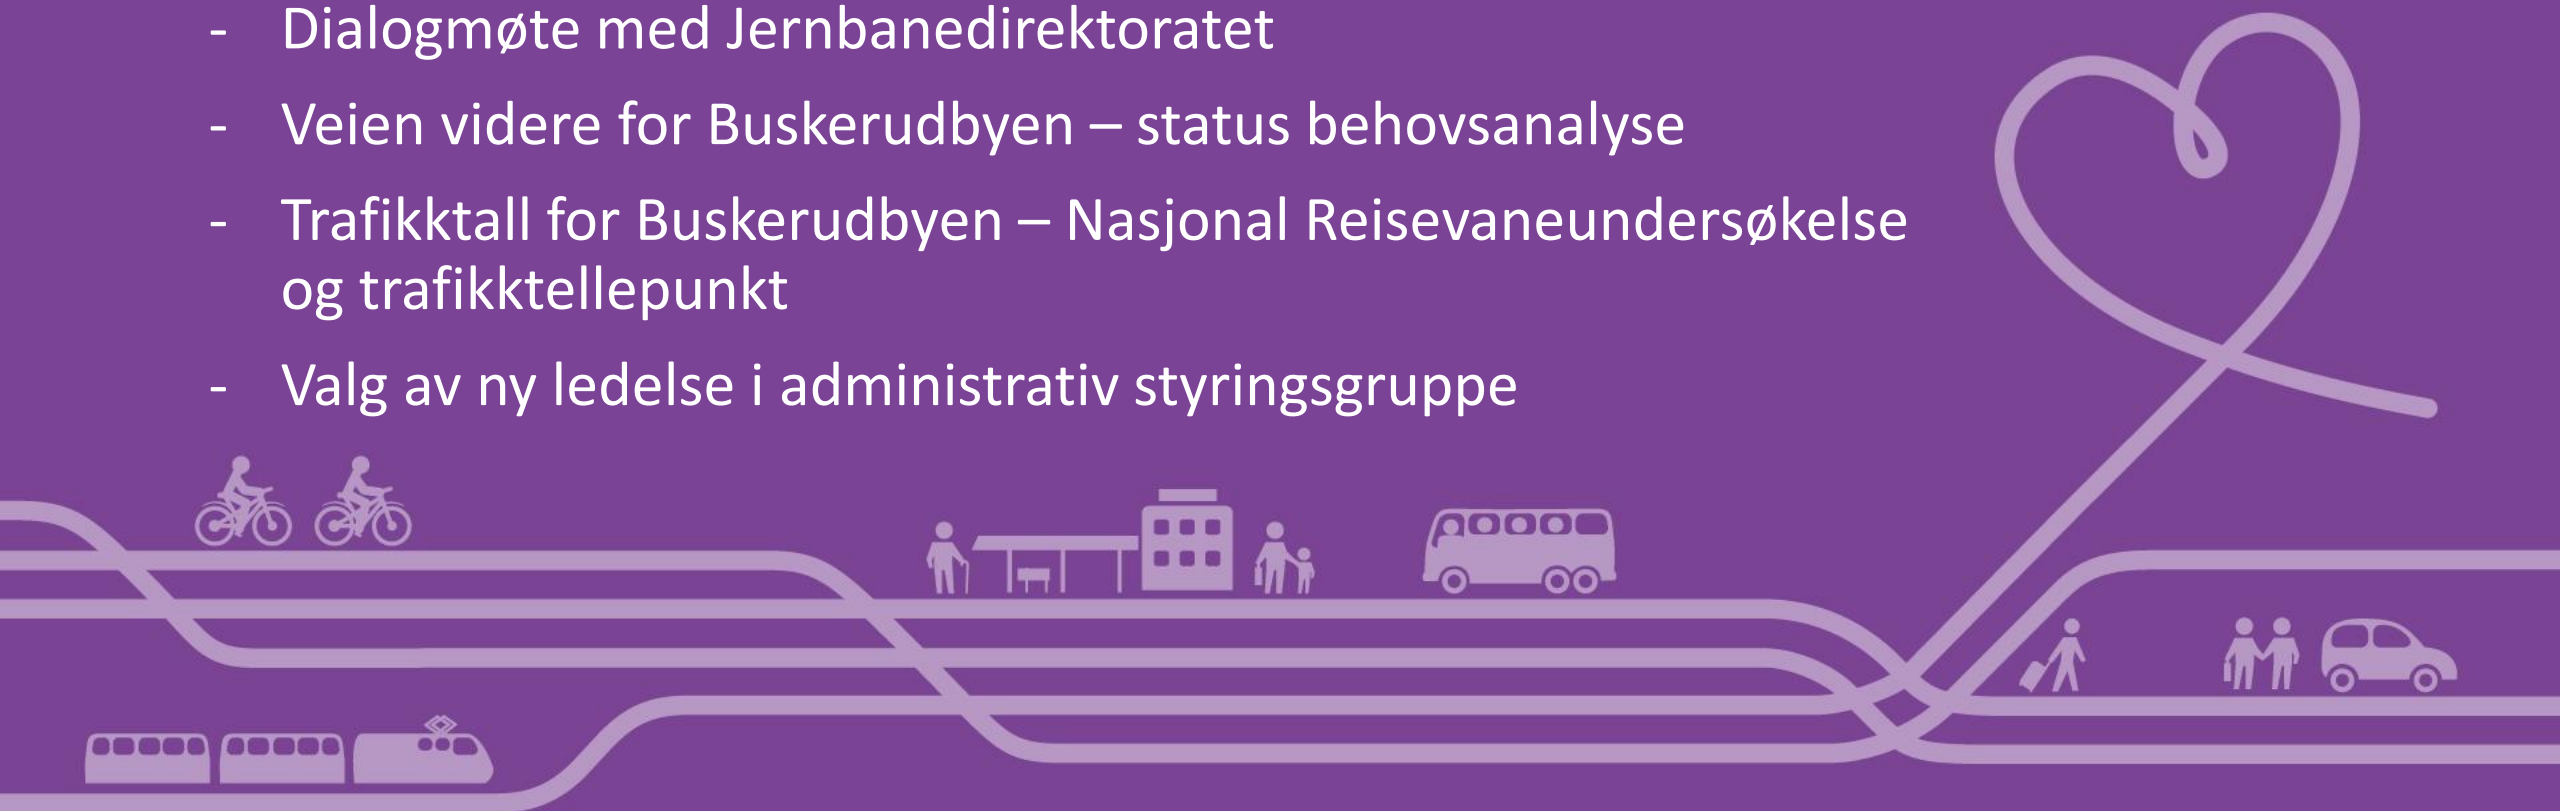 - Dialogmøte med Jernbanedirektoratet
- Veien videre for Buskerudbyen – status behovsanalyse
- Trafikktall for Buskerudbyen – Nasjonal Reisevaneundersøkelse
og trafikktellepunkt
- Valg av ny ledelse i administrativ styringsgruppe